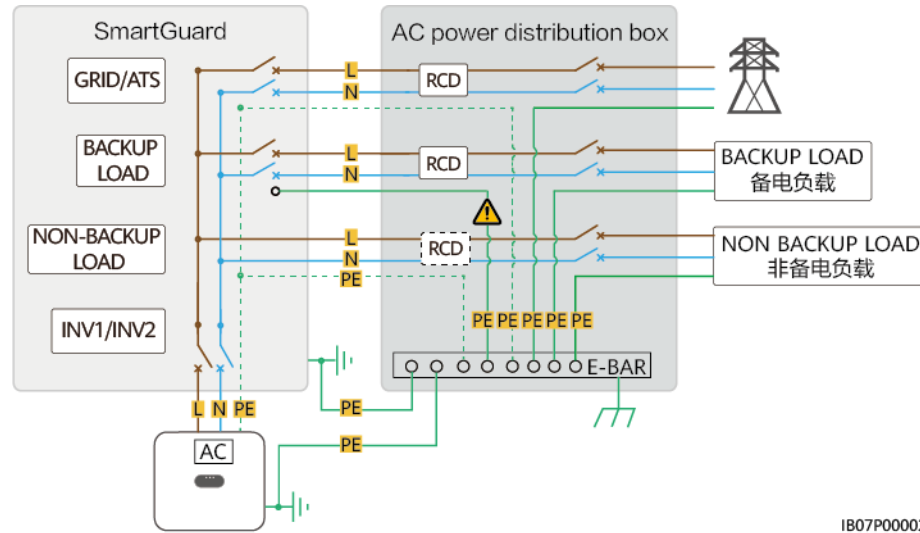 SmartGuard
AC power distribution box
GRID/ATS
L
N
RCD
BACKUP
LOAD
L
N
RCD
BACKUP LOAD
备电负载
NON-BACKUP
LOAD
L
N
PE
RCD
NON BACKUP LOAD
非备电负载
INV1/INV2
PE PE PE PE PE
E-BAR
L N PE
PE
PE
AC